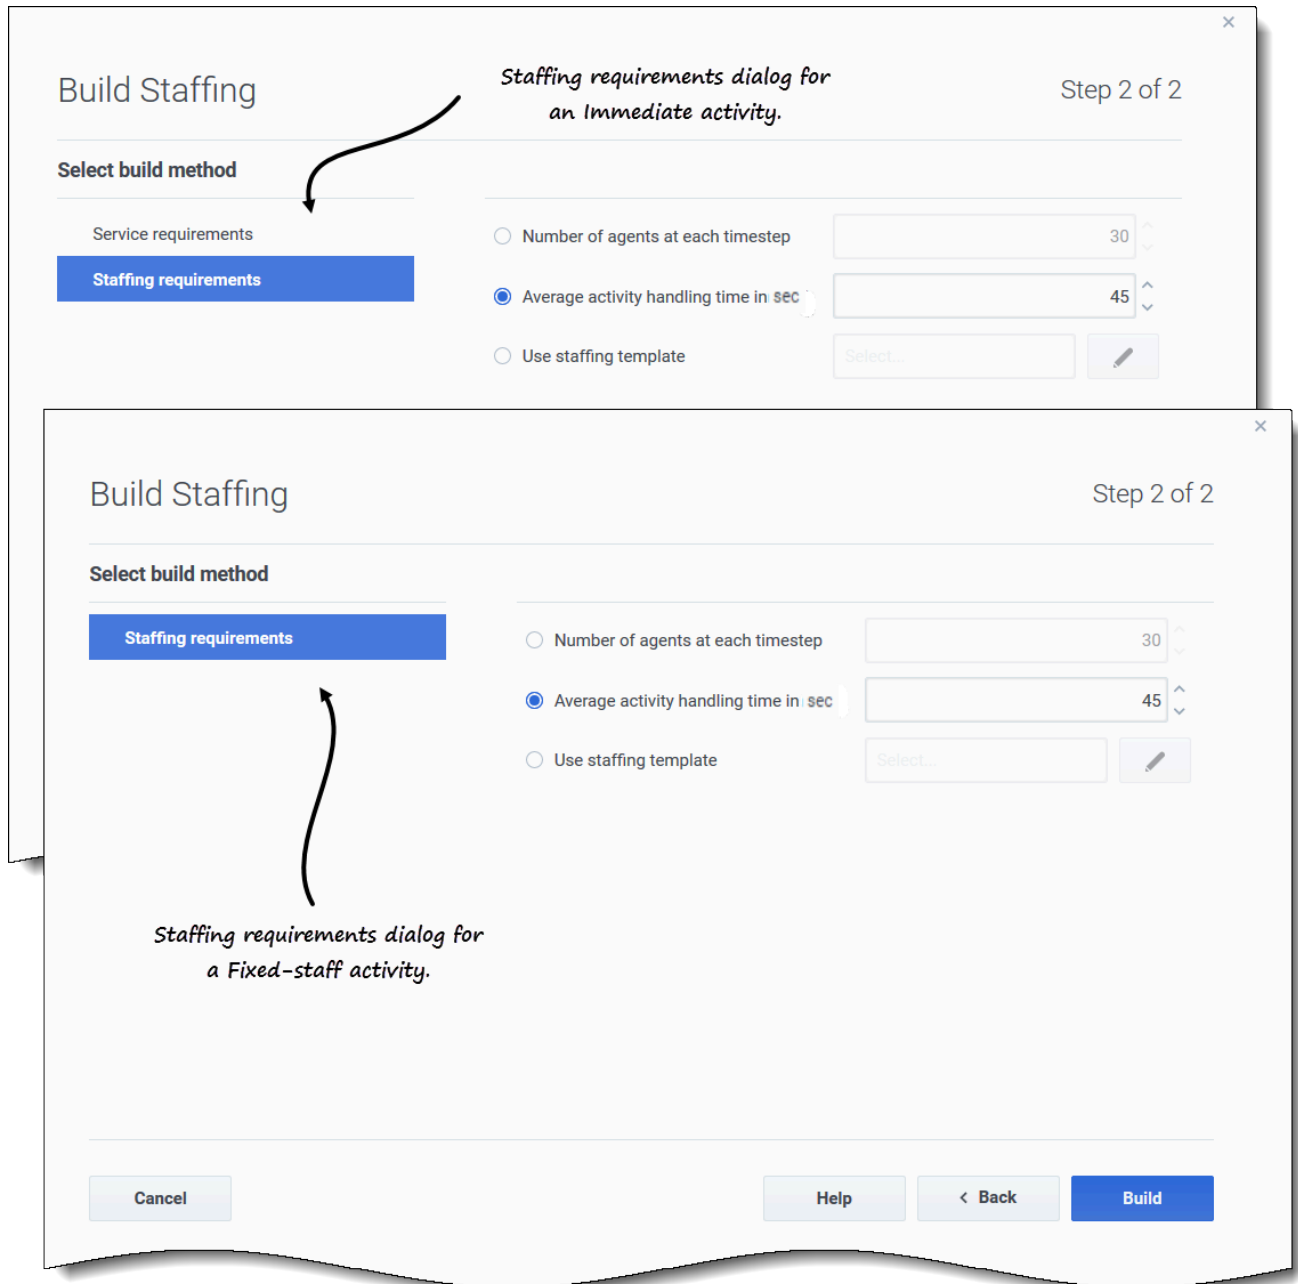 ×
Build Staffing
Staffing requirements dialog for
an Immediate activity.
Step 2 of 2
Select build method
Service requirements
Staffing requirements
Number of agents at each timestep 30
Average activity handling time in sec 45
Use staffing template Select...
×
Build Staffing
Step 2 of 2
Select build method
Staffing requirements
Number of agents at each timestep 30
Average activity handling time in sec 45
Use staffing template Select...
Staffing requirements dialog for
a Fixed-staff activity.
Cancel Help < Back Build